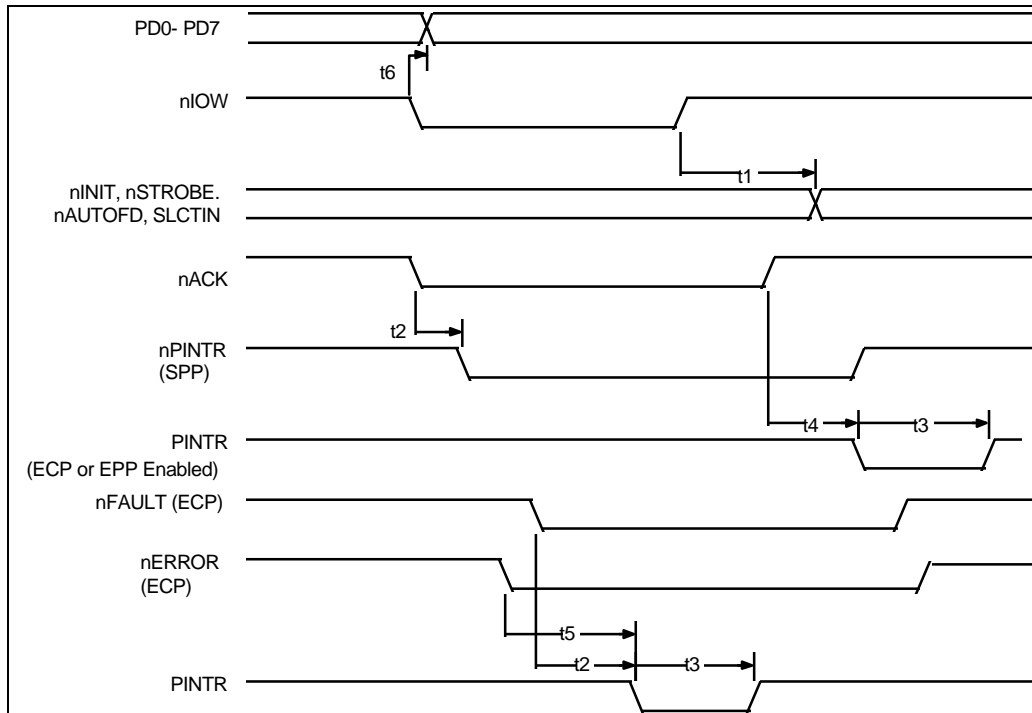 PD0- PD7
t6
nIOW
t1
nINIT, nSTROBE.
nAUTOFD, SLCTIN
nACK
t2
nPINTR
(SPP)
t4
t3
PINTR
(ECP or EPP Enabled)
nFAULT (ECP)
nERROR
(ECP)
t5
t2
t3
PINTR